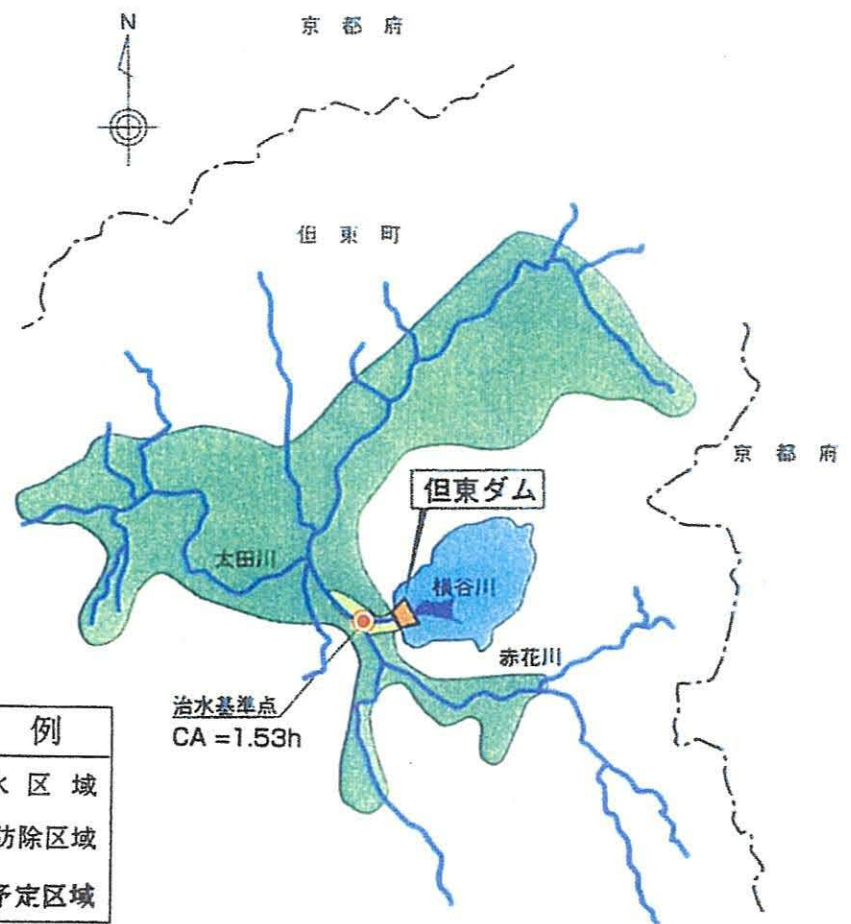 N
京都府
但東町
京都府
但東ダム
横谷川
太田川
赤花川
治水基準点
CA =1.53h
例
水区域
防除区域
予定区域